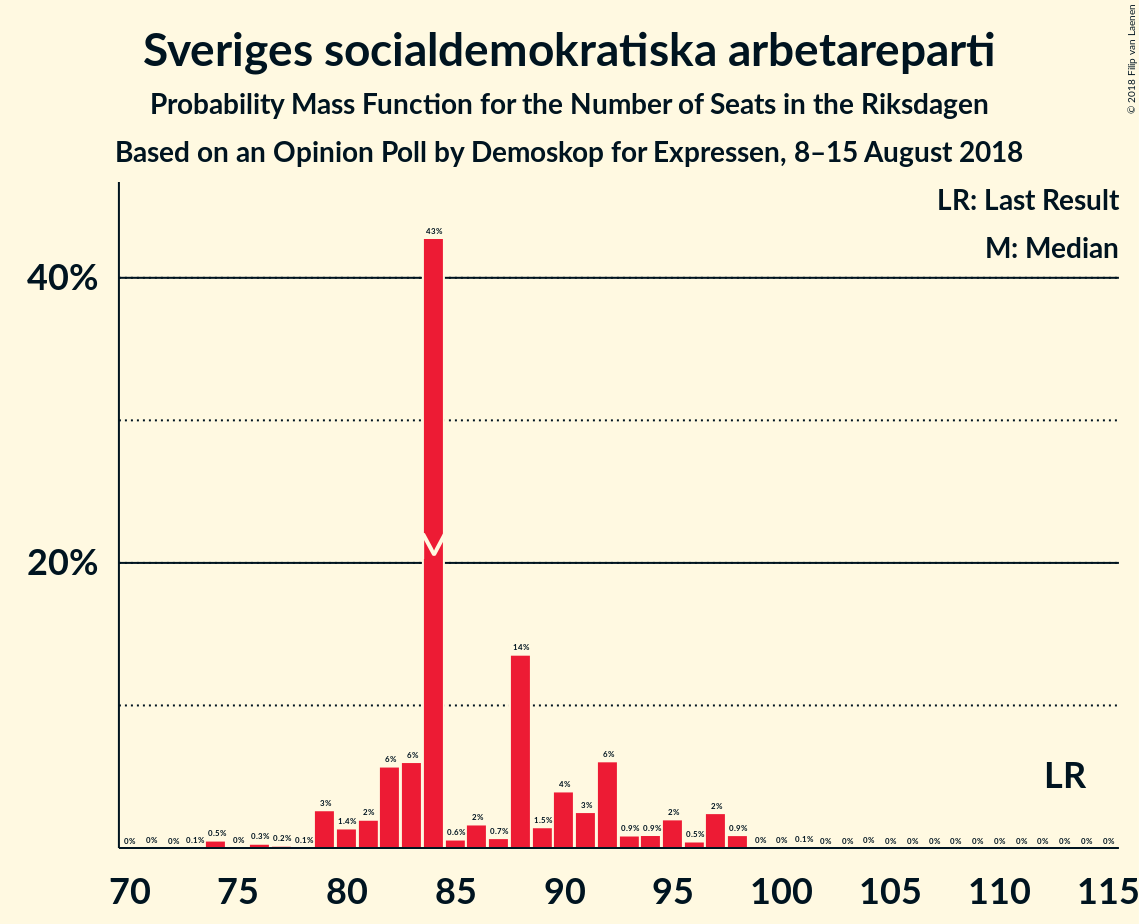 Sveriges socialdemokratiska arbetareparti
Probability Mass Function for the Number of Seats in the Riksdagen
Based on an Opinion Poll by Demoskop for Expressen, 8–15 August 2018
© 2018 Filip van Laenen
LR: Last Result
M: Median
40%
20%
0% 0% 0% 0.1% 0.5% 0% 0.3% 0.2% 0.1% 3% 1.4% 2% 6% 6% 43% 0.6% 2% 0.7% 14% 1.5% 4% 3% 6% 0.9% 0.9% 2% 0.5% 2% 0.9% 0% 0% 0.1% 0% 0% 0% 0% 0% 0% 0% 0% 0% 0% 0% 0% 0% 0%
M
LR
70 75 80 85 90 95 100 105 110 115